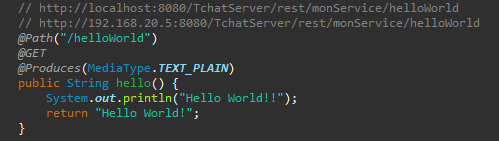 // http://localhost:8080/TchatServer/rest/monService/helloWorld
// http://192.168.20.5:8080/TchatServer/rest/monService/helloWorld
@Path("/helloWorld")
@GET
@Produces(MediaType.TEXT_PLAIN)
public String hello() {
    System.out.println("Hello World!!");
    return "Hello World!";
}